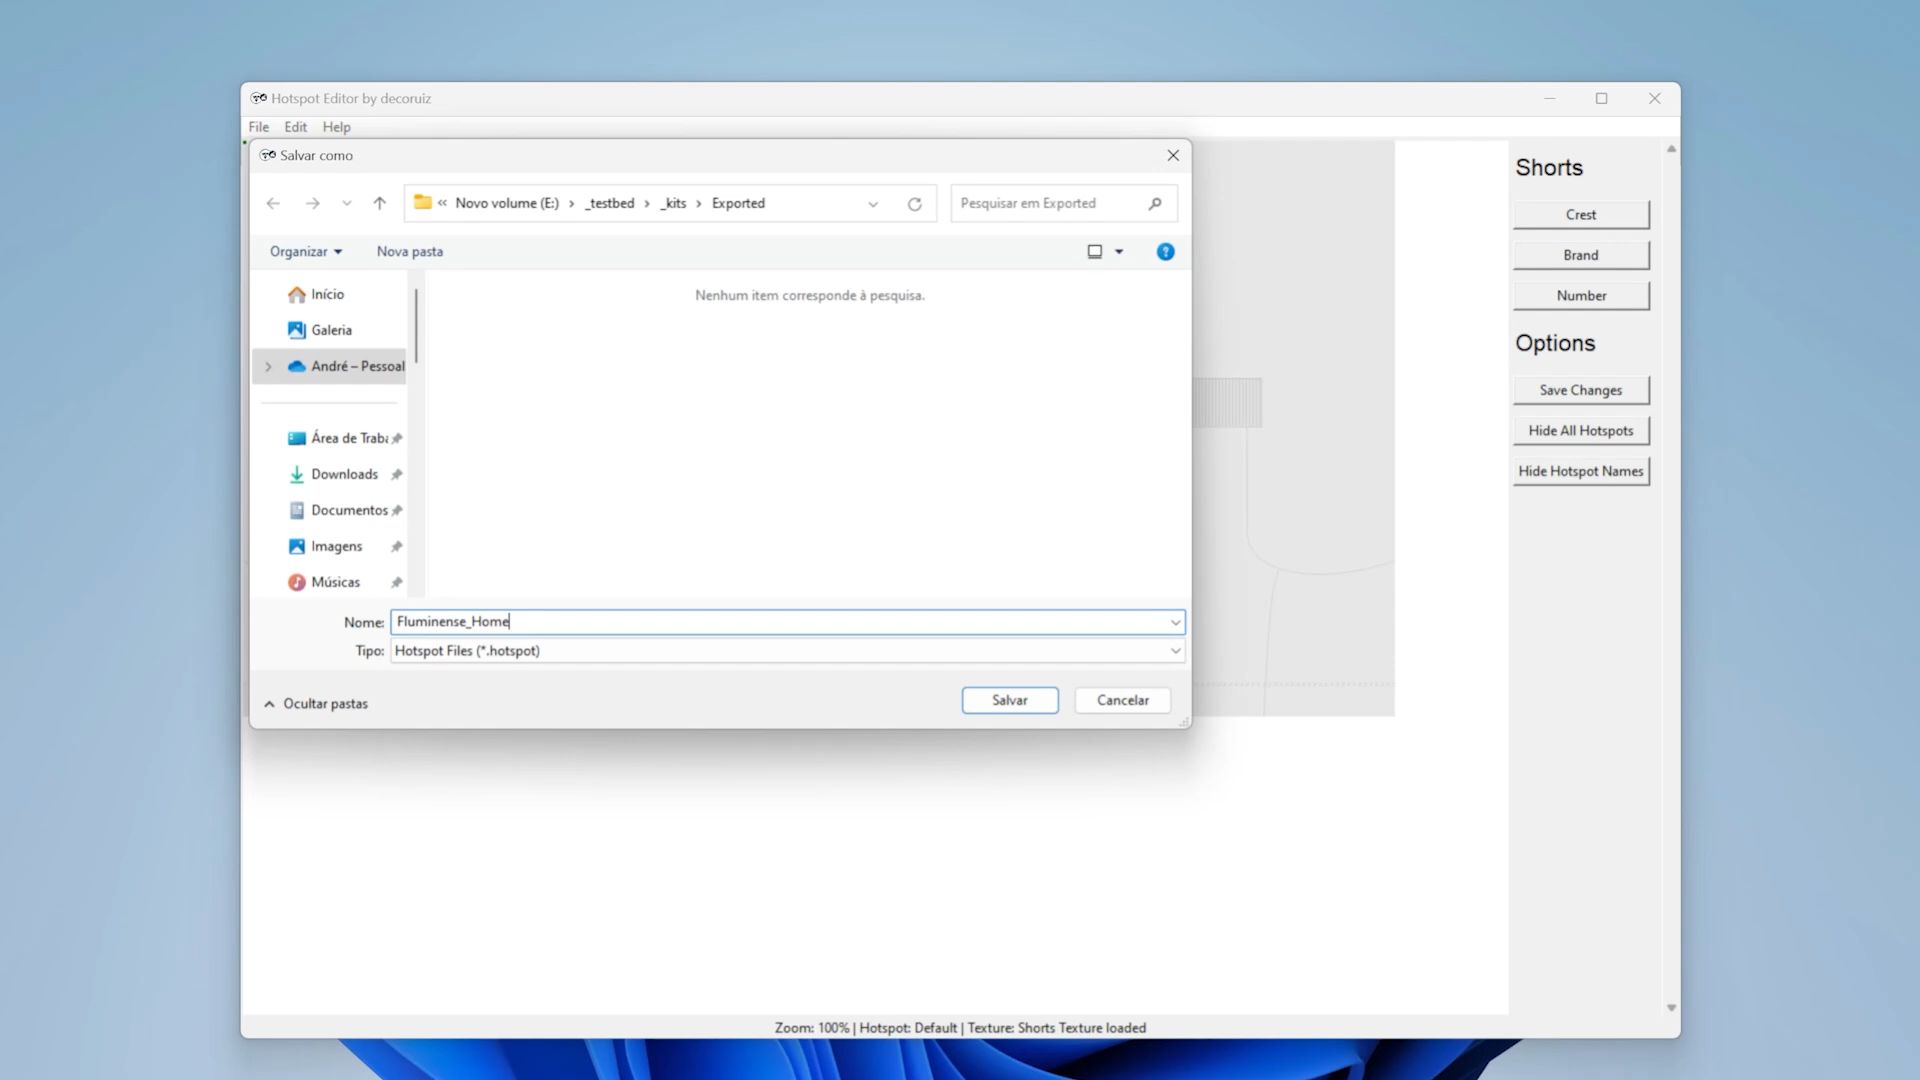 Hotspot Editor by decoruiz
File Edit Help
Salvar como
« Novo volume (E:) › _testbed › _kits › Exported
Pesquisar em Exported
Organizar
Nova pasta
Início
Galeria
André – Pessoal
Área de Traba
Downloads
Documentos
Imagens
Músicas
Nenhum item corresponde à pesquisa.
Nome: Fluminense_Home
Tipo: Hotspot Files (*.hotspot)
Ocultar pastas
Salvar
Cancelar
Shorts
Crest
Brand
Number
Options
Save Changes
Hide All Hotspots
Hide Hotspot Names
Zoom: 100% | Hotspot: Default | Texture: Shorts Texture loaded